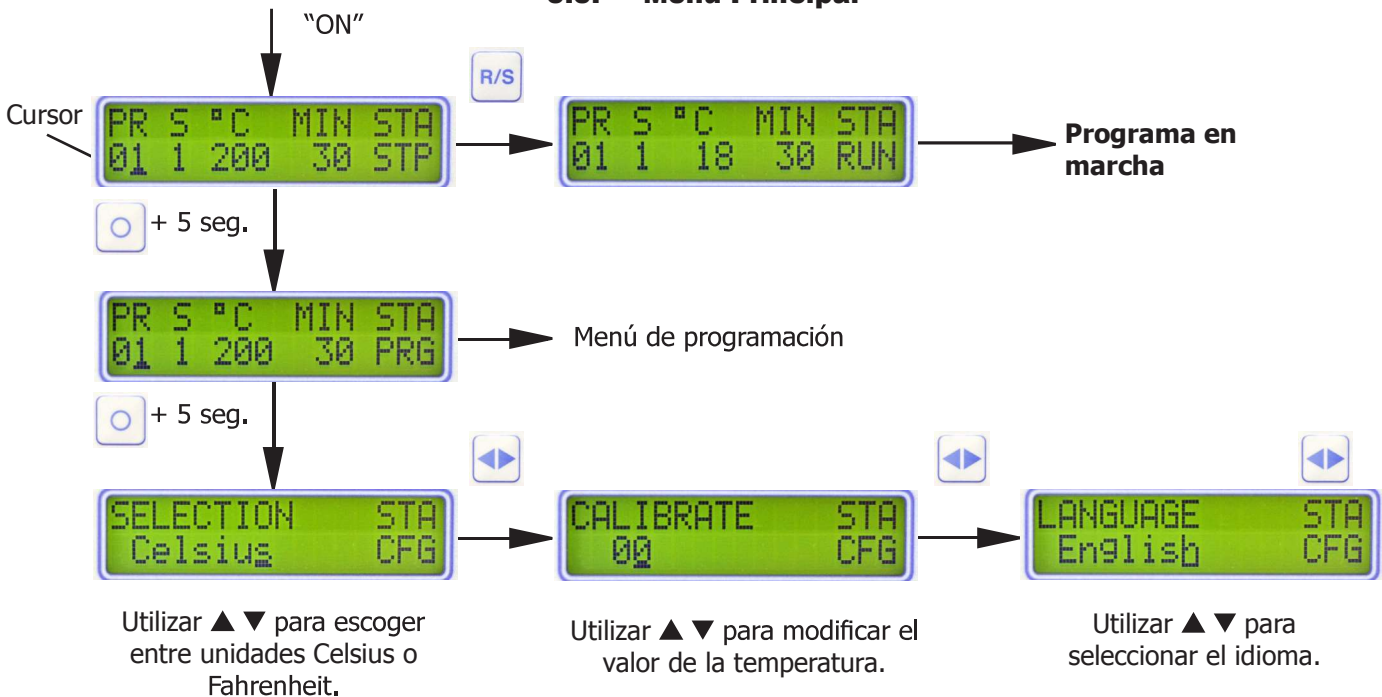 “ON”
R/S
Cursor
PR S °C MIN STA
01 1 200 30 STP
PR S °C MIN STA
01 1 18 30 RUN
Programa en
marcha
+ 5 seg.
PR S °C MIN STA
01 1 200 30 PRG
Menú de programación
+ 5 seg.
SELECTION STA
Celsius CFG
CALIBRATE STA
00 CFG
LANGUAGE STA
English CFG
Utilizar ▲ ▼ para escoger
entre unidades Celsius o
Fahrenheit.
Utilizar ▲ ▼ para modificar el
valor de la temperatura.
Utilizar ▲ ▼ para
seleccionar el idioma.